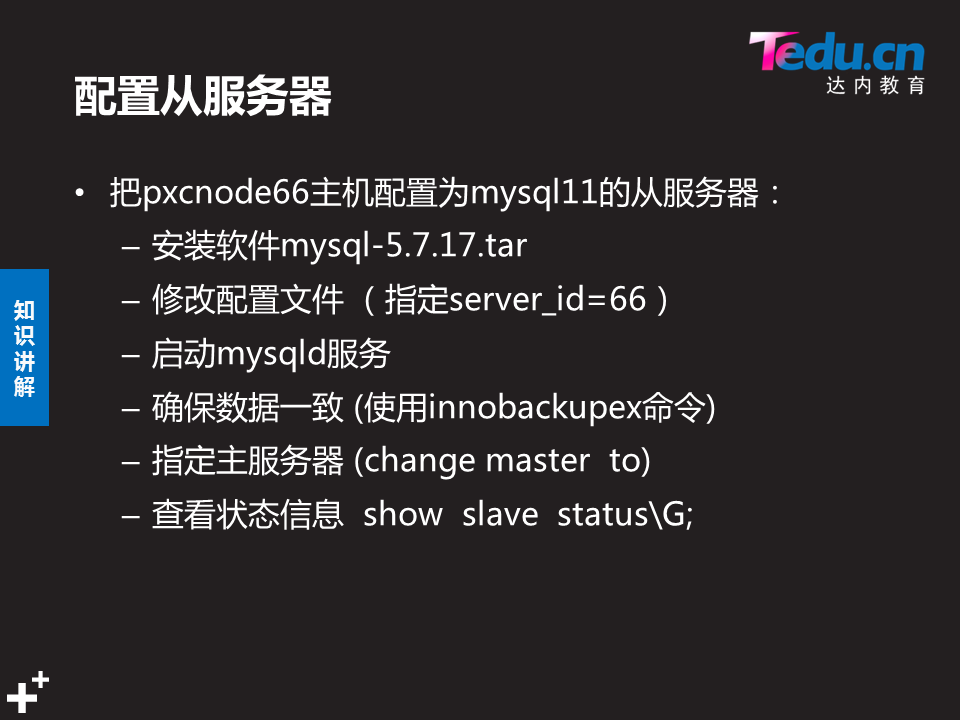 Tedu.cn
达内教育
配置从服务器
• 把pxcnode66主机配置为mysql11的从服务器：
– 安装软件mysql-5.7.17.tar
– 修改配置文件 （指定server_id=66）
– 启动mysqld服务
– 确保数据一致 (使用innobackupex命令)
– 指定主服务器 (change master  to)
– 查看状态信息  show  slave  status\G;
知识讲解